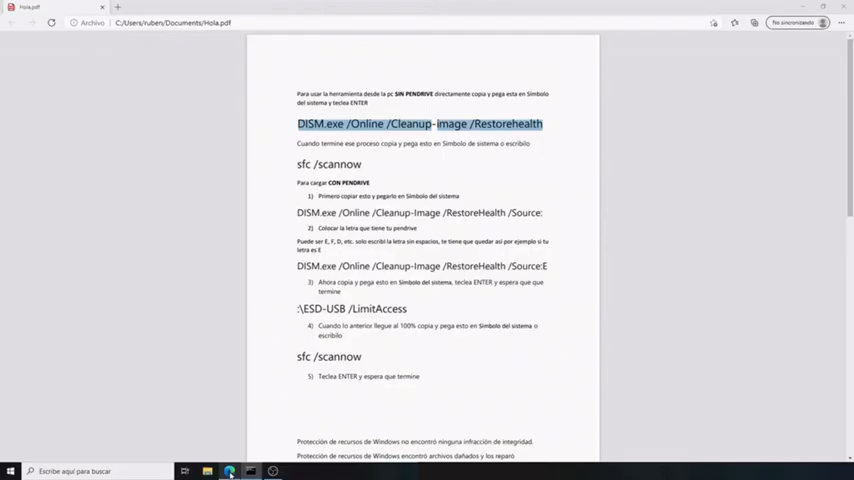 Hola.pdf
Archivo
C:/Users/ruben/Documents/Hola.pdf
No sincronizando
Para usar la herramienta desde la pc SIN PENDRIVE directamente copia y pega esta en Símbolo
del sistema y teclea ENTER
DISM.exe /Online /Cleanup-image /Restorehealth
Cuando termine ese proceso copia y pega esto en Símbolo de sistema o escribilo
sfc /scannow
Para cargar CON PENDRIVE
1) Primero copiar esto y pegarlo en Símbolo del sistema
DISM.exe /Online /Cleanup-Image /RestoreHealth /Source:
2) Colocar la letra que tiene tu pendrive
Puede ser E, F, D, etc. solo escribí la letra sin espacios, te tiene que quedar así por ejemplo si tu
letra es E
DISM.exe /Online /Cleanup-Image /RestoreHealth /Source:E
3) Ahora copia y pega esto en Símbolo del sistema, teclea ENTER y espera que que
termine
:\ESD-USB /LimitAccess
4) Cuando lo anterior llegue al 100% copia y pega esto en Símbolo del sistema o
escribilo
sfc /scannow
5) Teclea ENTER y espera que termine
Protección de recursos de Windows no encontró ninguna infracción de integridad.
Protección de recursos de Windows encontró archivos dañados y los reparó
Escribe aquí para buscar